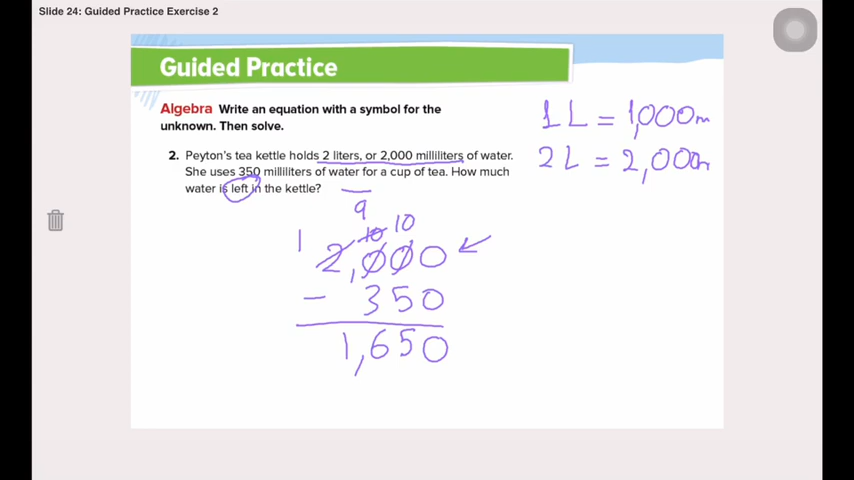 Slide 24: Guided Practice Exercise 2
Guided Practice
Algebra Write an equation with a symbol for the
unknown. Then solve.
2. Peyton's tea kettle holds 2 liters, or 2,000 milliliters of water.
She uses 350 milliliters of water for a cup of tea. How much
water is left in the kettle?
1 L = 1,000m
2 L = 2,000m
9
10 10
1
2,000
- 350
1,650